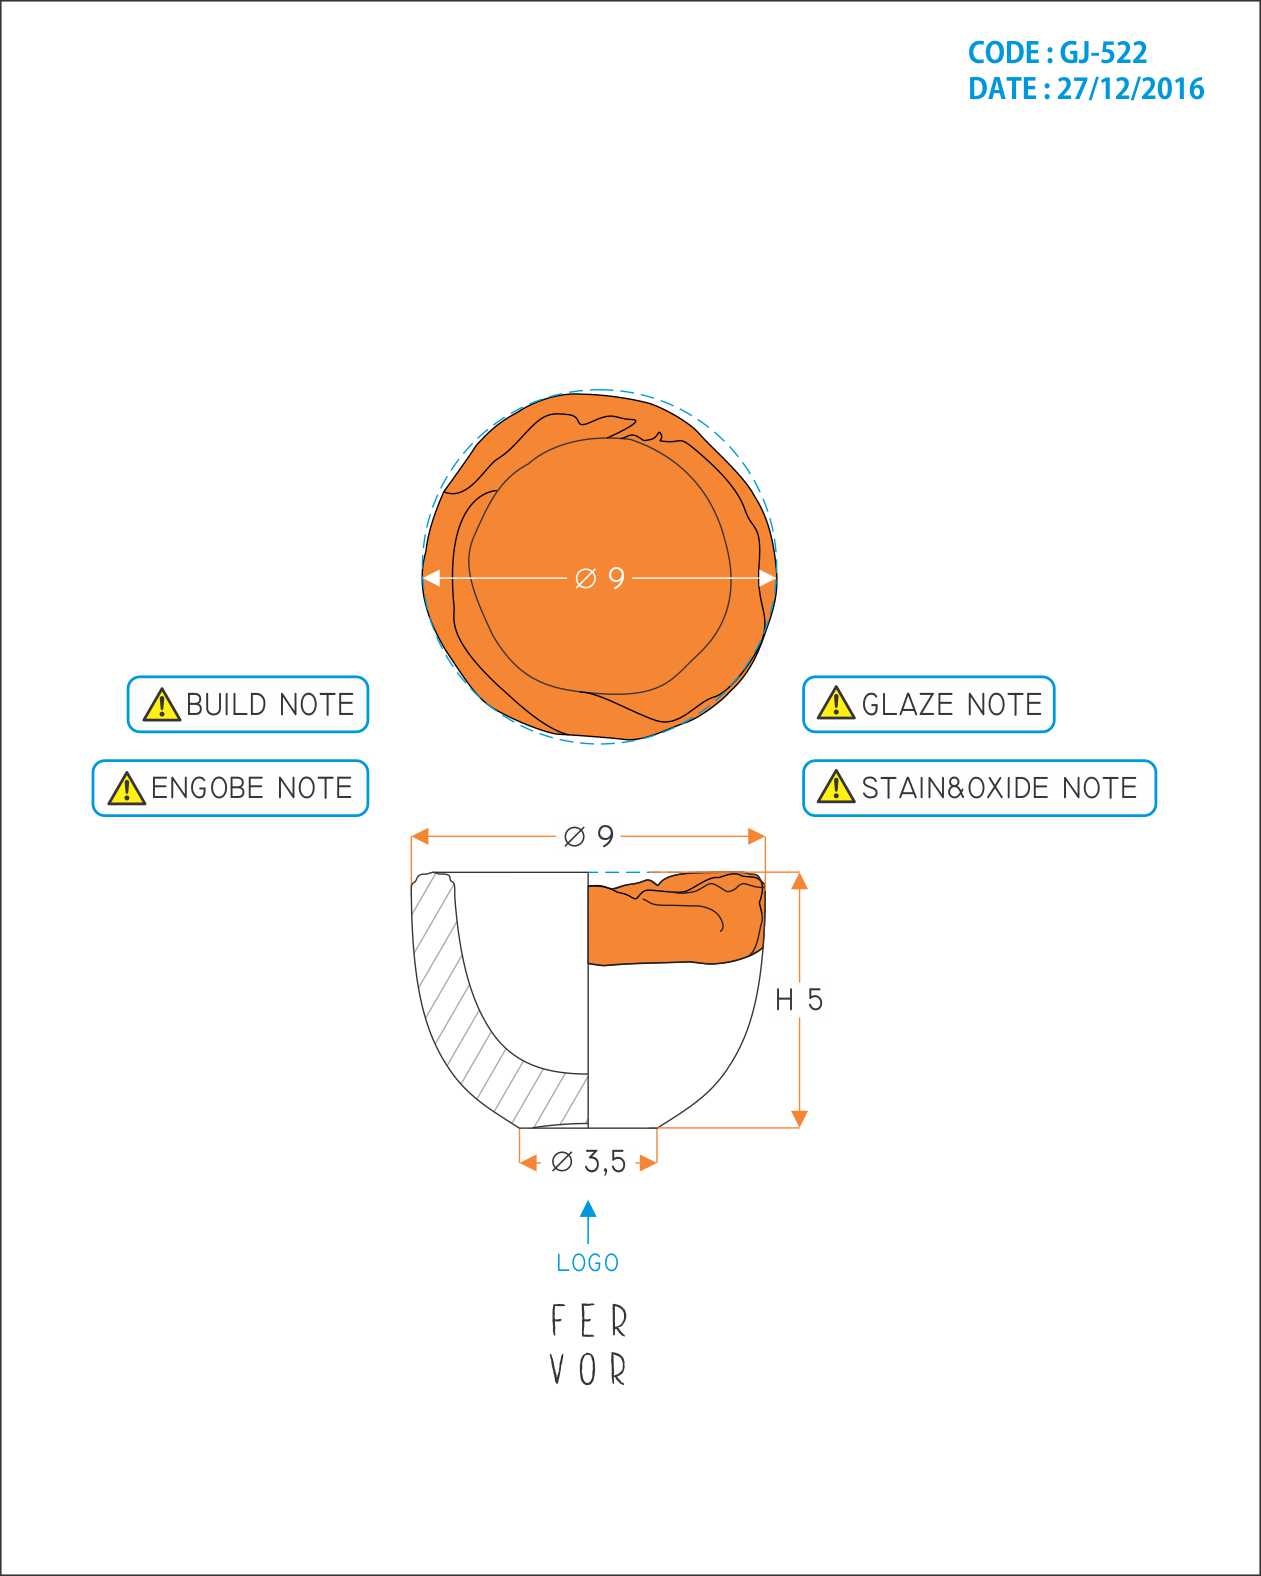 CODE : GJ-522
DATE : 27/12/2016
Ø 9
BUILD NOTE
GLAZE NOTE
ENGOBE NOTE
STAIN&OXIDE NOTE
Ø 9
H 5
Ø 3,5
LOGO
FER
VOR